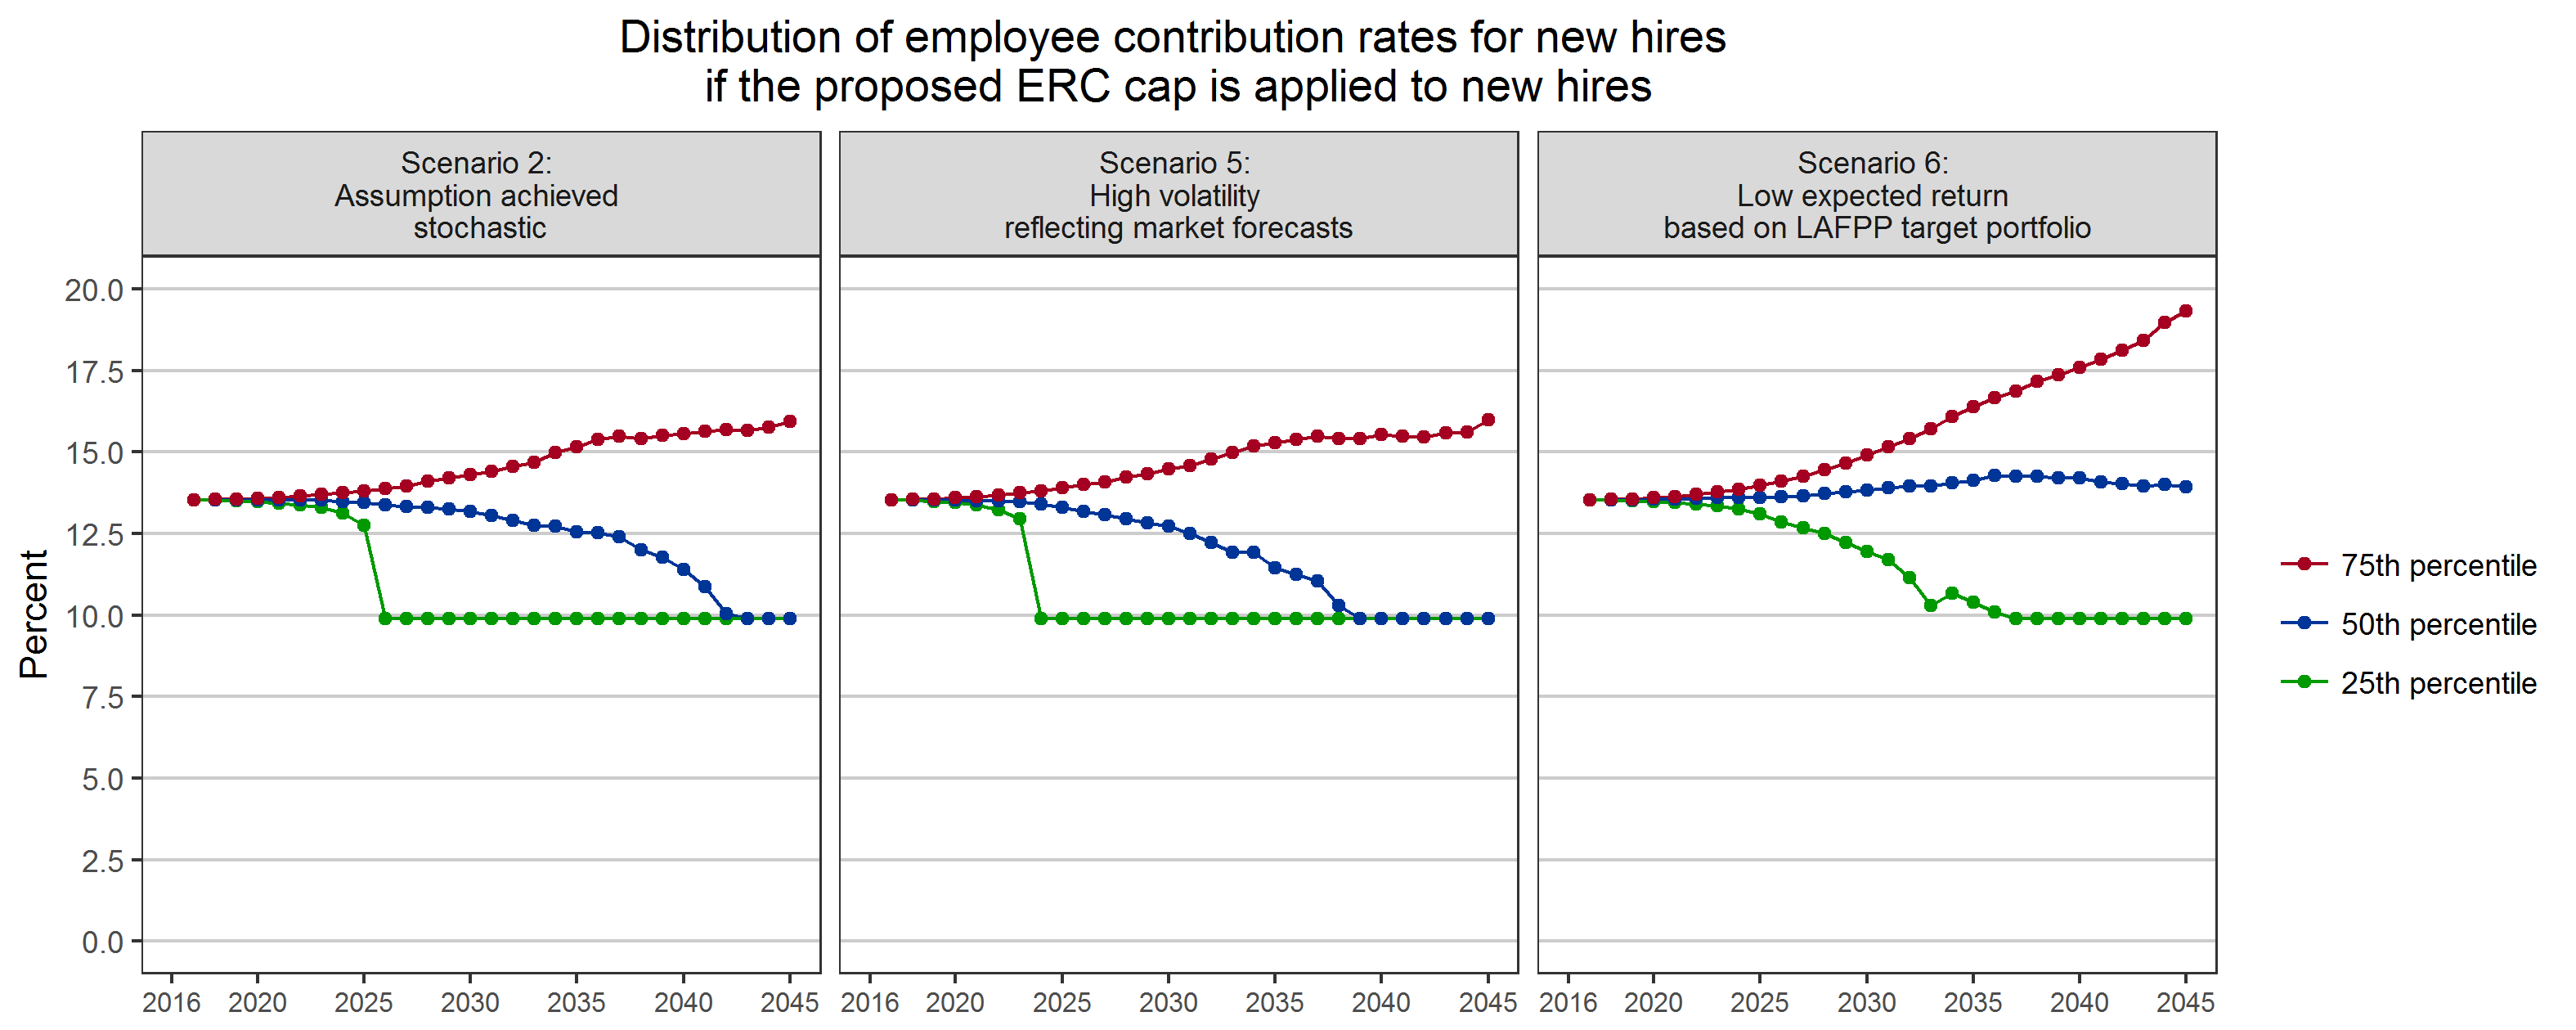 Distribution of employee contribution rates for new hires
if the proposed ERC cap is applied to new hires
Scenario 2:
Assumption achieved
stochastic
Scenario 5:
High volatility
reflecting market forecasts
Scenario 6:
Low expected return
based on LAFPP target portfolio
Percent
20.0
17.5
15.0
12.5
10.0
7.5
5.0
2.5
0.0
2016 2020 2025 2030 2035 2040 2045
2016 2020 2025 2030 2035 2040 2045
2016 2020 2025 2030 2035 2040 2045
75th percentile
50th percentile
25th percentile